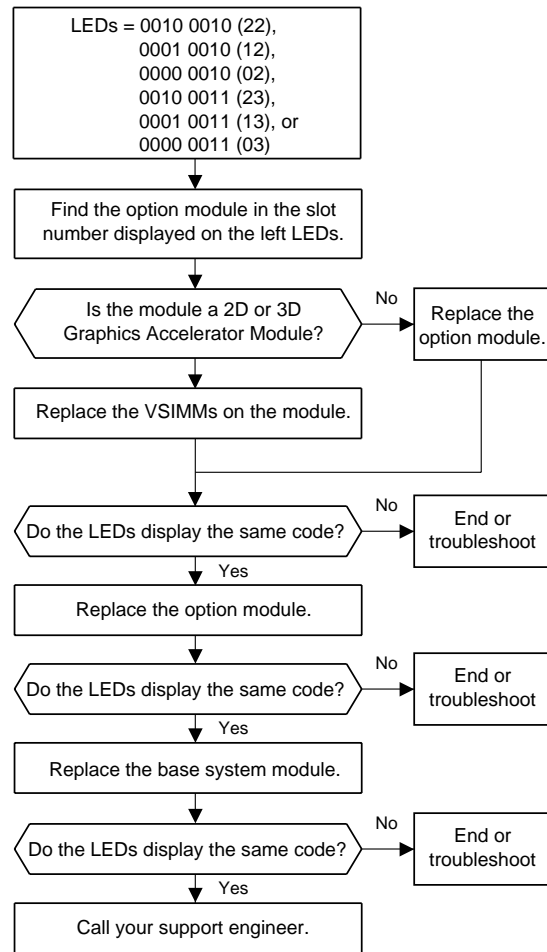 LEDs = 0010 0010 (22),
0001 0010 (12),
0000 0010 (02),
0010 0011 (23),
0001 0011 (13), or
0000 0011 (03)
Find the option module in the slot
number displayed on the left LEDs.
Is the module a 2D or 3D
Graphics Accelerator Module?
No
Replace the
option module.
Replace the VSIMMs on the module.
Do the LEDs display the same code?
No
End or
troubleshoot
Yes
Replace the option module.
Do the LEDs display the same code?
No
End or
troubleshoot
Yes
Replace the base system module.
Do the LEDs display the same code?
No
End or
troubleshoot
Yes
Call your support engineer.